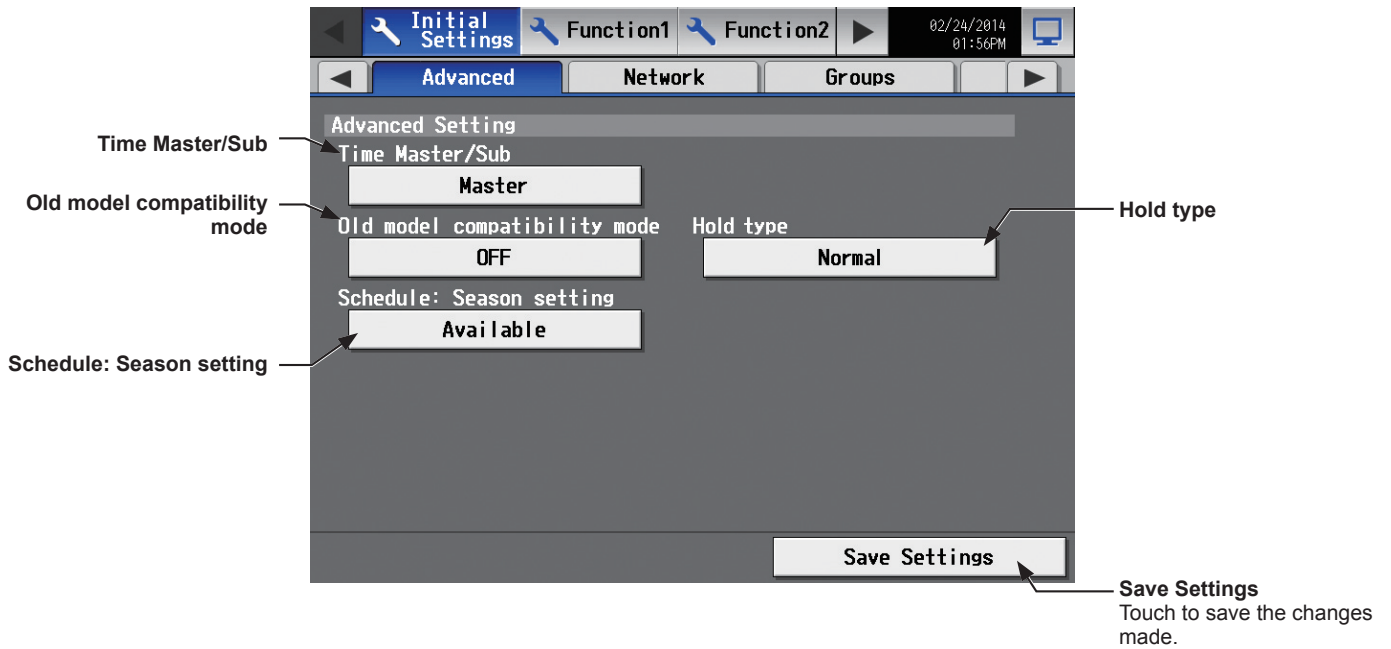 Initial
Settings
Function1
Function2
02/24/2014
01:56PM
Advanced
Network
Groups
Advanced Setting
Time Master/Sub
Time Master/Sub
Master
Old model compatibility
mode
Old model compatibility mode
Hold type
Hold type
OFF
Normal
Schedule: Season setting
Available
Schedule: Season setting
Save Settings
Save Settings
Touch to save the changes
made.